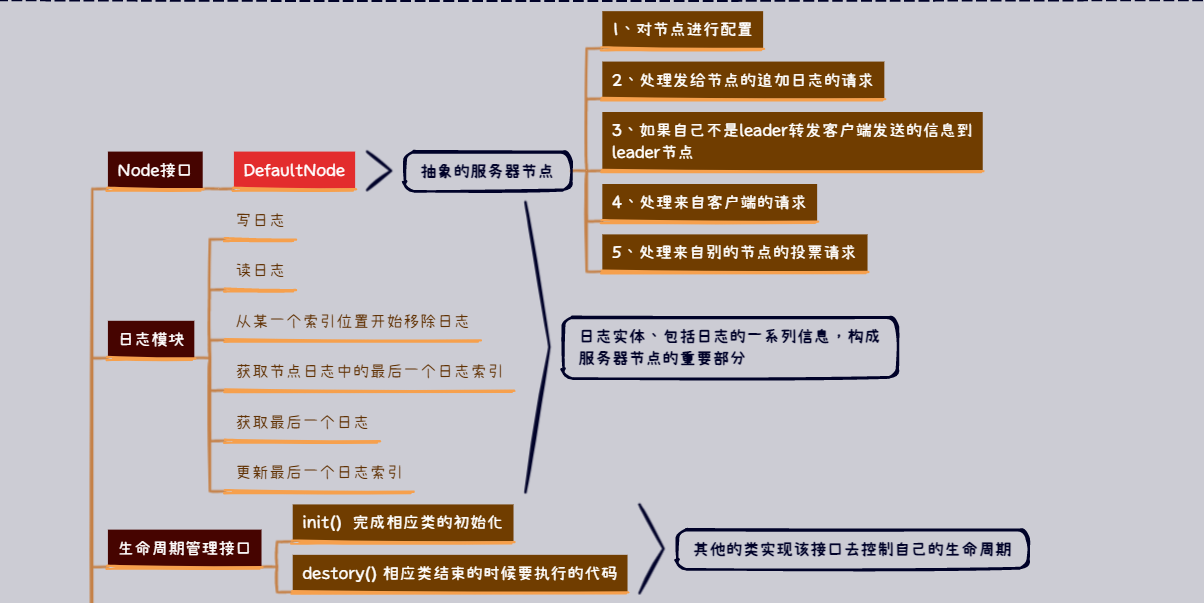 1、对节点进行配置
2、处理发给节点的追加日志的请求
3、如果自己不是leader转发客户端发送的信息到
leader节点
Node接口
DefaultNode
抽象的服务器节点
4、处理来自客户端的请求
5、处理来自别的节点的投票请求
写日志
读日志
从某一个索引位置开始移除日志
日志模块
获取节点日志中的最后一个日志索引
获取最后一个日志
更新最后一个日志索引
日志实体、包括日志的一系列信息，构成
服务器节点的重要部分
生命周期管理接口
init() 完成相应类的初始化
destory() 相应类结束的时候要执行的代码
其他的类实现该接口去控制自己的生命周期